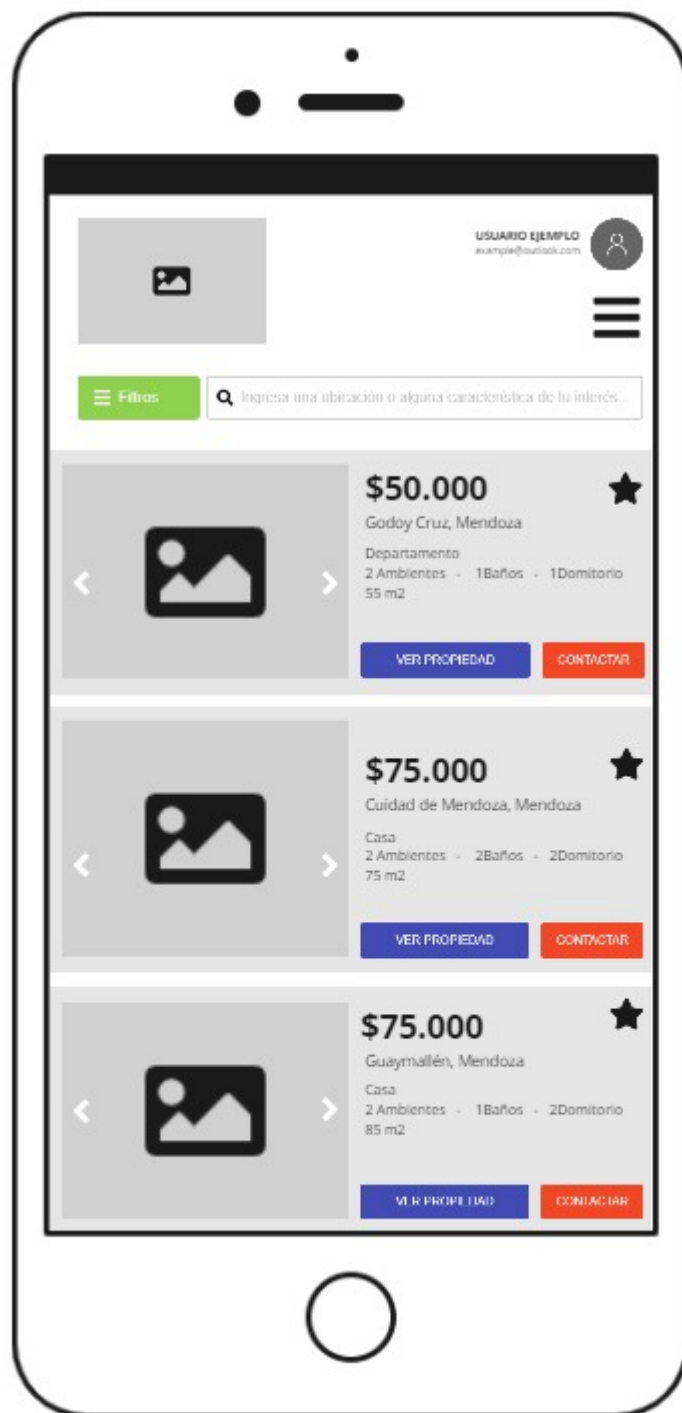 USUARIO EJEMPLO
example@outlook.com
Filtros
Ingresa una ubicación o alguna característica de tu interés...
$50.000
Godoy Cruz, Mendoza
Departamento
2 Ambientes - 1Baños - 1Domitorio
55 m2
VER PROPIEDAD CONTACTAR
$75.000
Cuidad de Mendoza, Mendoza
Casa
2 Ambientes - 2Baños - 2Domitorio
75 m2
VER PROPIEDAD CONTACTAR
$75.000
Guaymallén, Mendoza
Casa
2 Ambientes - 1Baños - 2Domitorio
85 m2
VER PROPIEDAD CONTACTAR